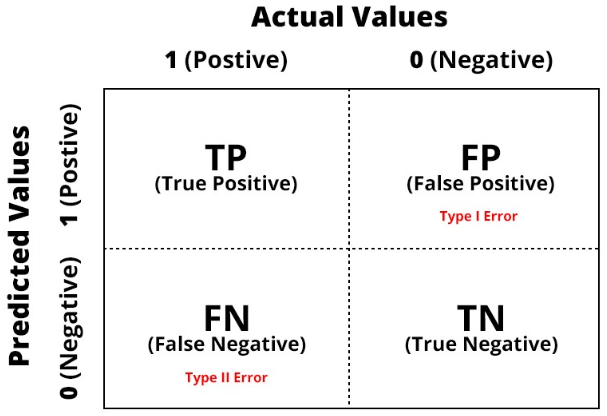 Actual Values
1 (Postive)
0 (Negative)
Predicted Values
1 (Postive)
0 (Negative)
TP
(True Positive)
FP
(False Positive)
Type I Error
FN
(False Negative)
Type II Error
TN
(True Negative)